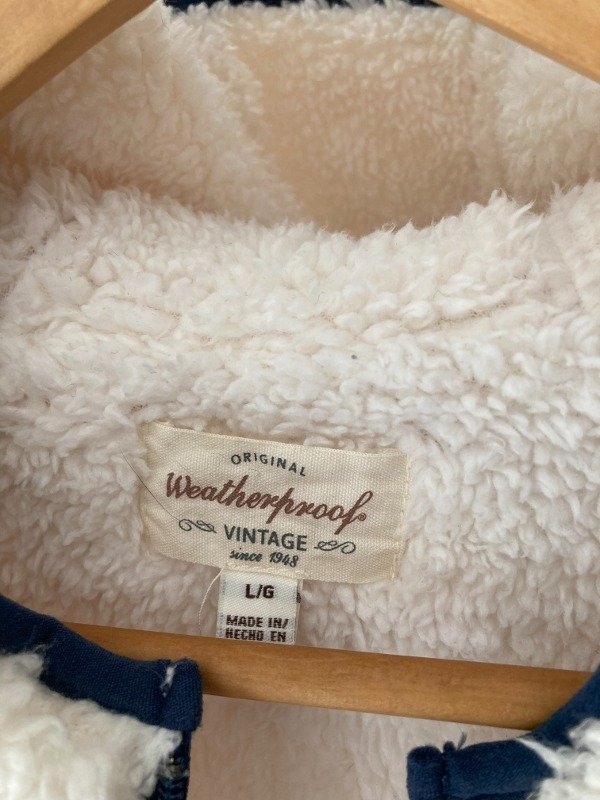 ORIGINAL
Weatherproof®
VINTAGE
since 1948
L/G
MADE IN/
HECHO EN